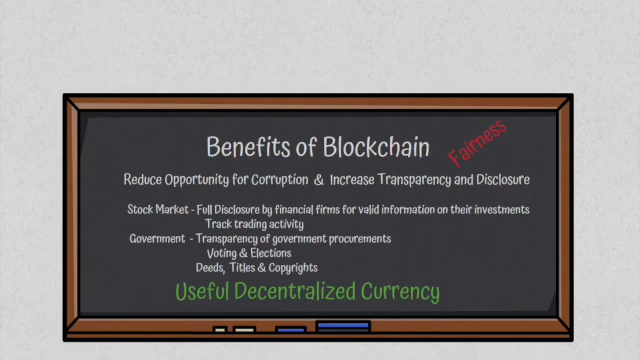 Benefits of Blockchain
Fairness
Reduce Opportunity for Corruption & Increase Transparency and Disclosure
Stock Market - Full Disclosure by financial firms for valid information on their investments
Track trading activity
Government - Transparency of government procurements
Voting & Elections
Deeds, Titles & Copyrights
Useful Decentralized Currency